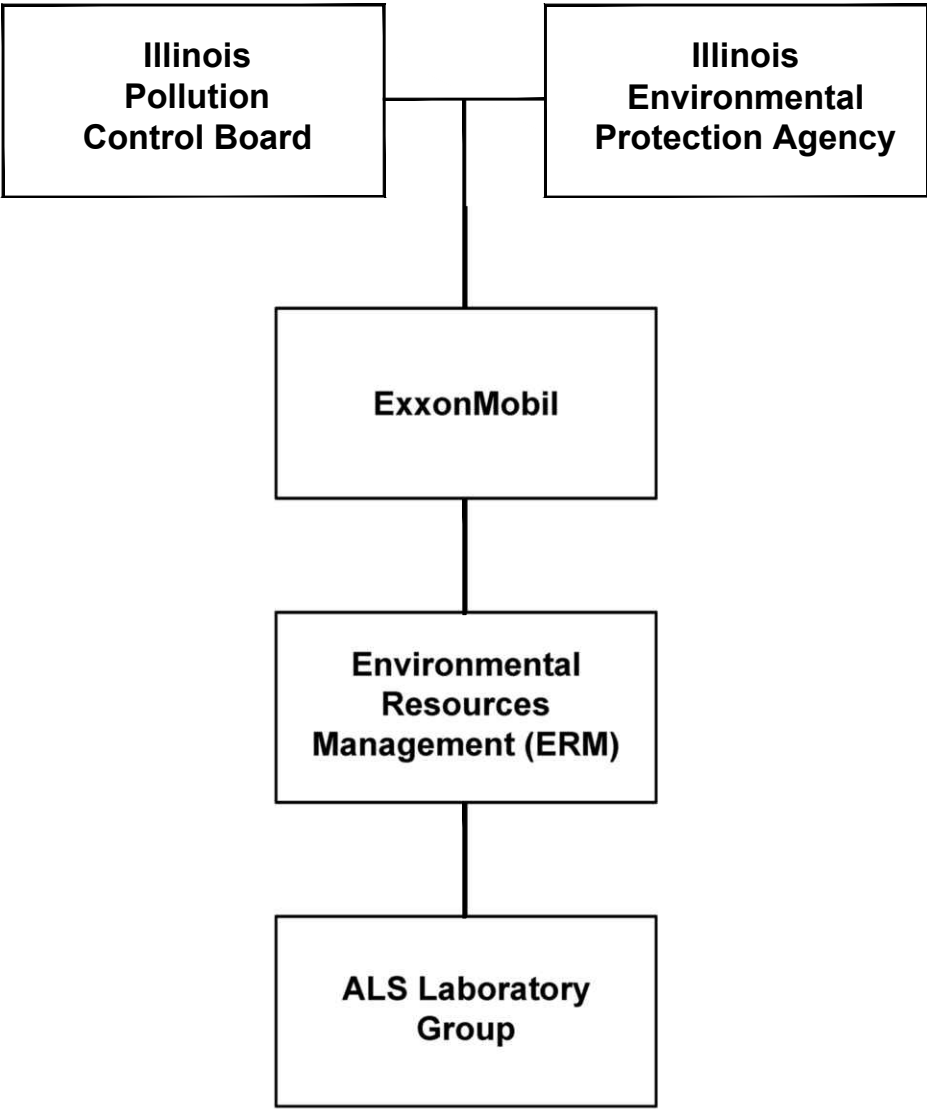 Illinois
Pollution
Control Board
Illinois
Environmental
Protection Agency
ExxonMobil
Environmental
Resources
Management (ERM)
ALS Laboratory
Group